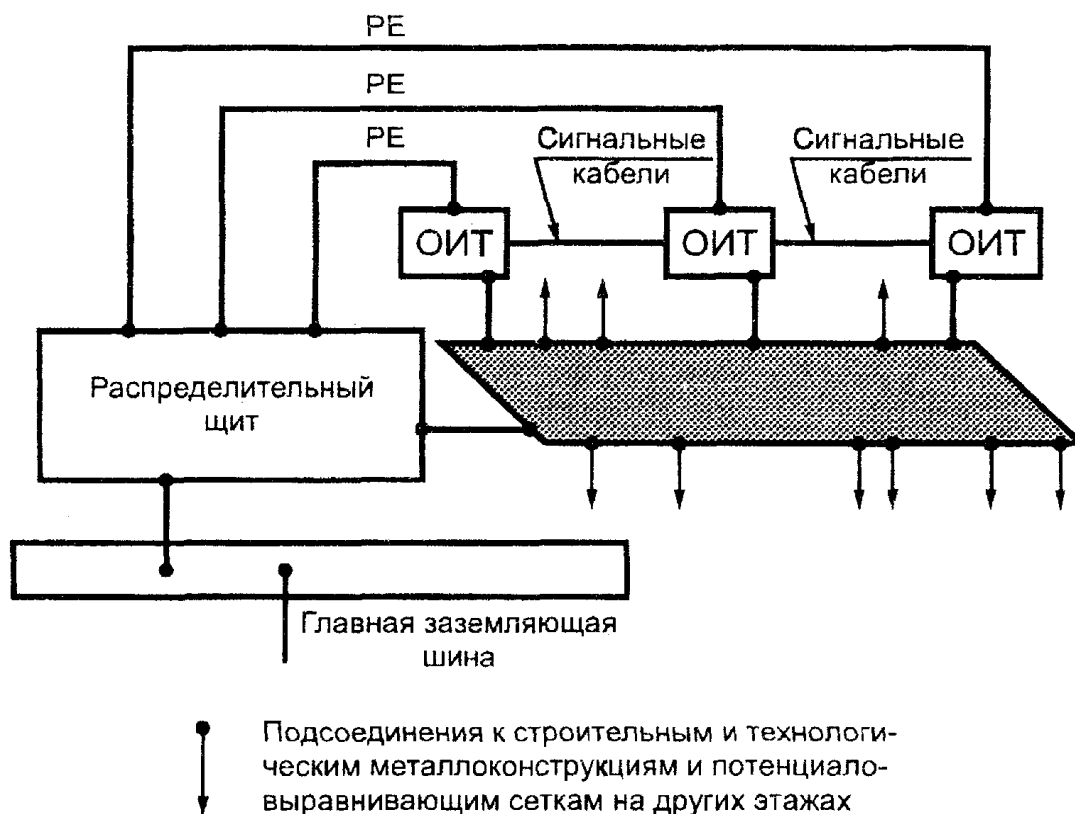 PE
PE
PE
Сигнальные
кабели
Сигнальные
кабели
ОИТ
ОИТ
ОИТ
Распределительный
щит
Главная заземляющая
шина
Подсоединения к строительным и технологи-
ческим металлоконструкциям и потенциало-
выравнивающим сеткам на других этажах